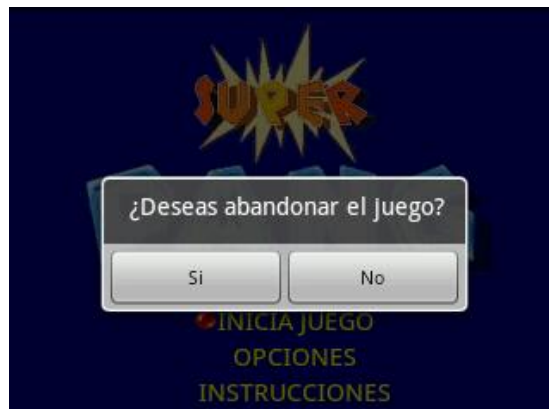 SUPER
¿Deseas abandonar el juego?
Si No
INICIA JUEGO
OPCIONES
INSTRUCCIONES